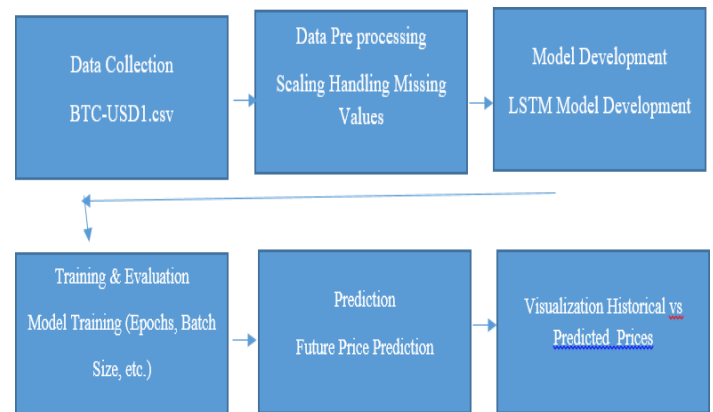 Data Collection
BTC-USD1.csv
Data Pre processing
Scaling Handling Missing
Values
Model Development
LSTM Model Development
Training & Evaluation
Model Training (Epochs, Batch
Size, etc.)
Prediction
Future Price Prediction
Visualization Historical vs
Predicted Prices